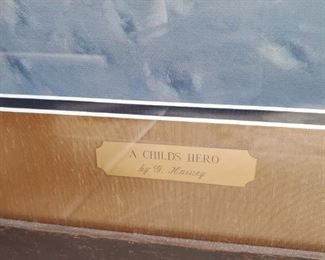 A CHILDS HERO
by G. Harvey